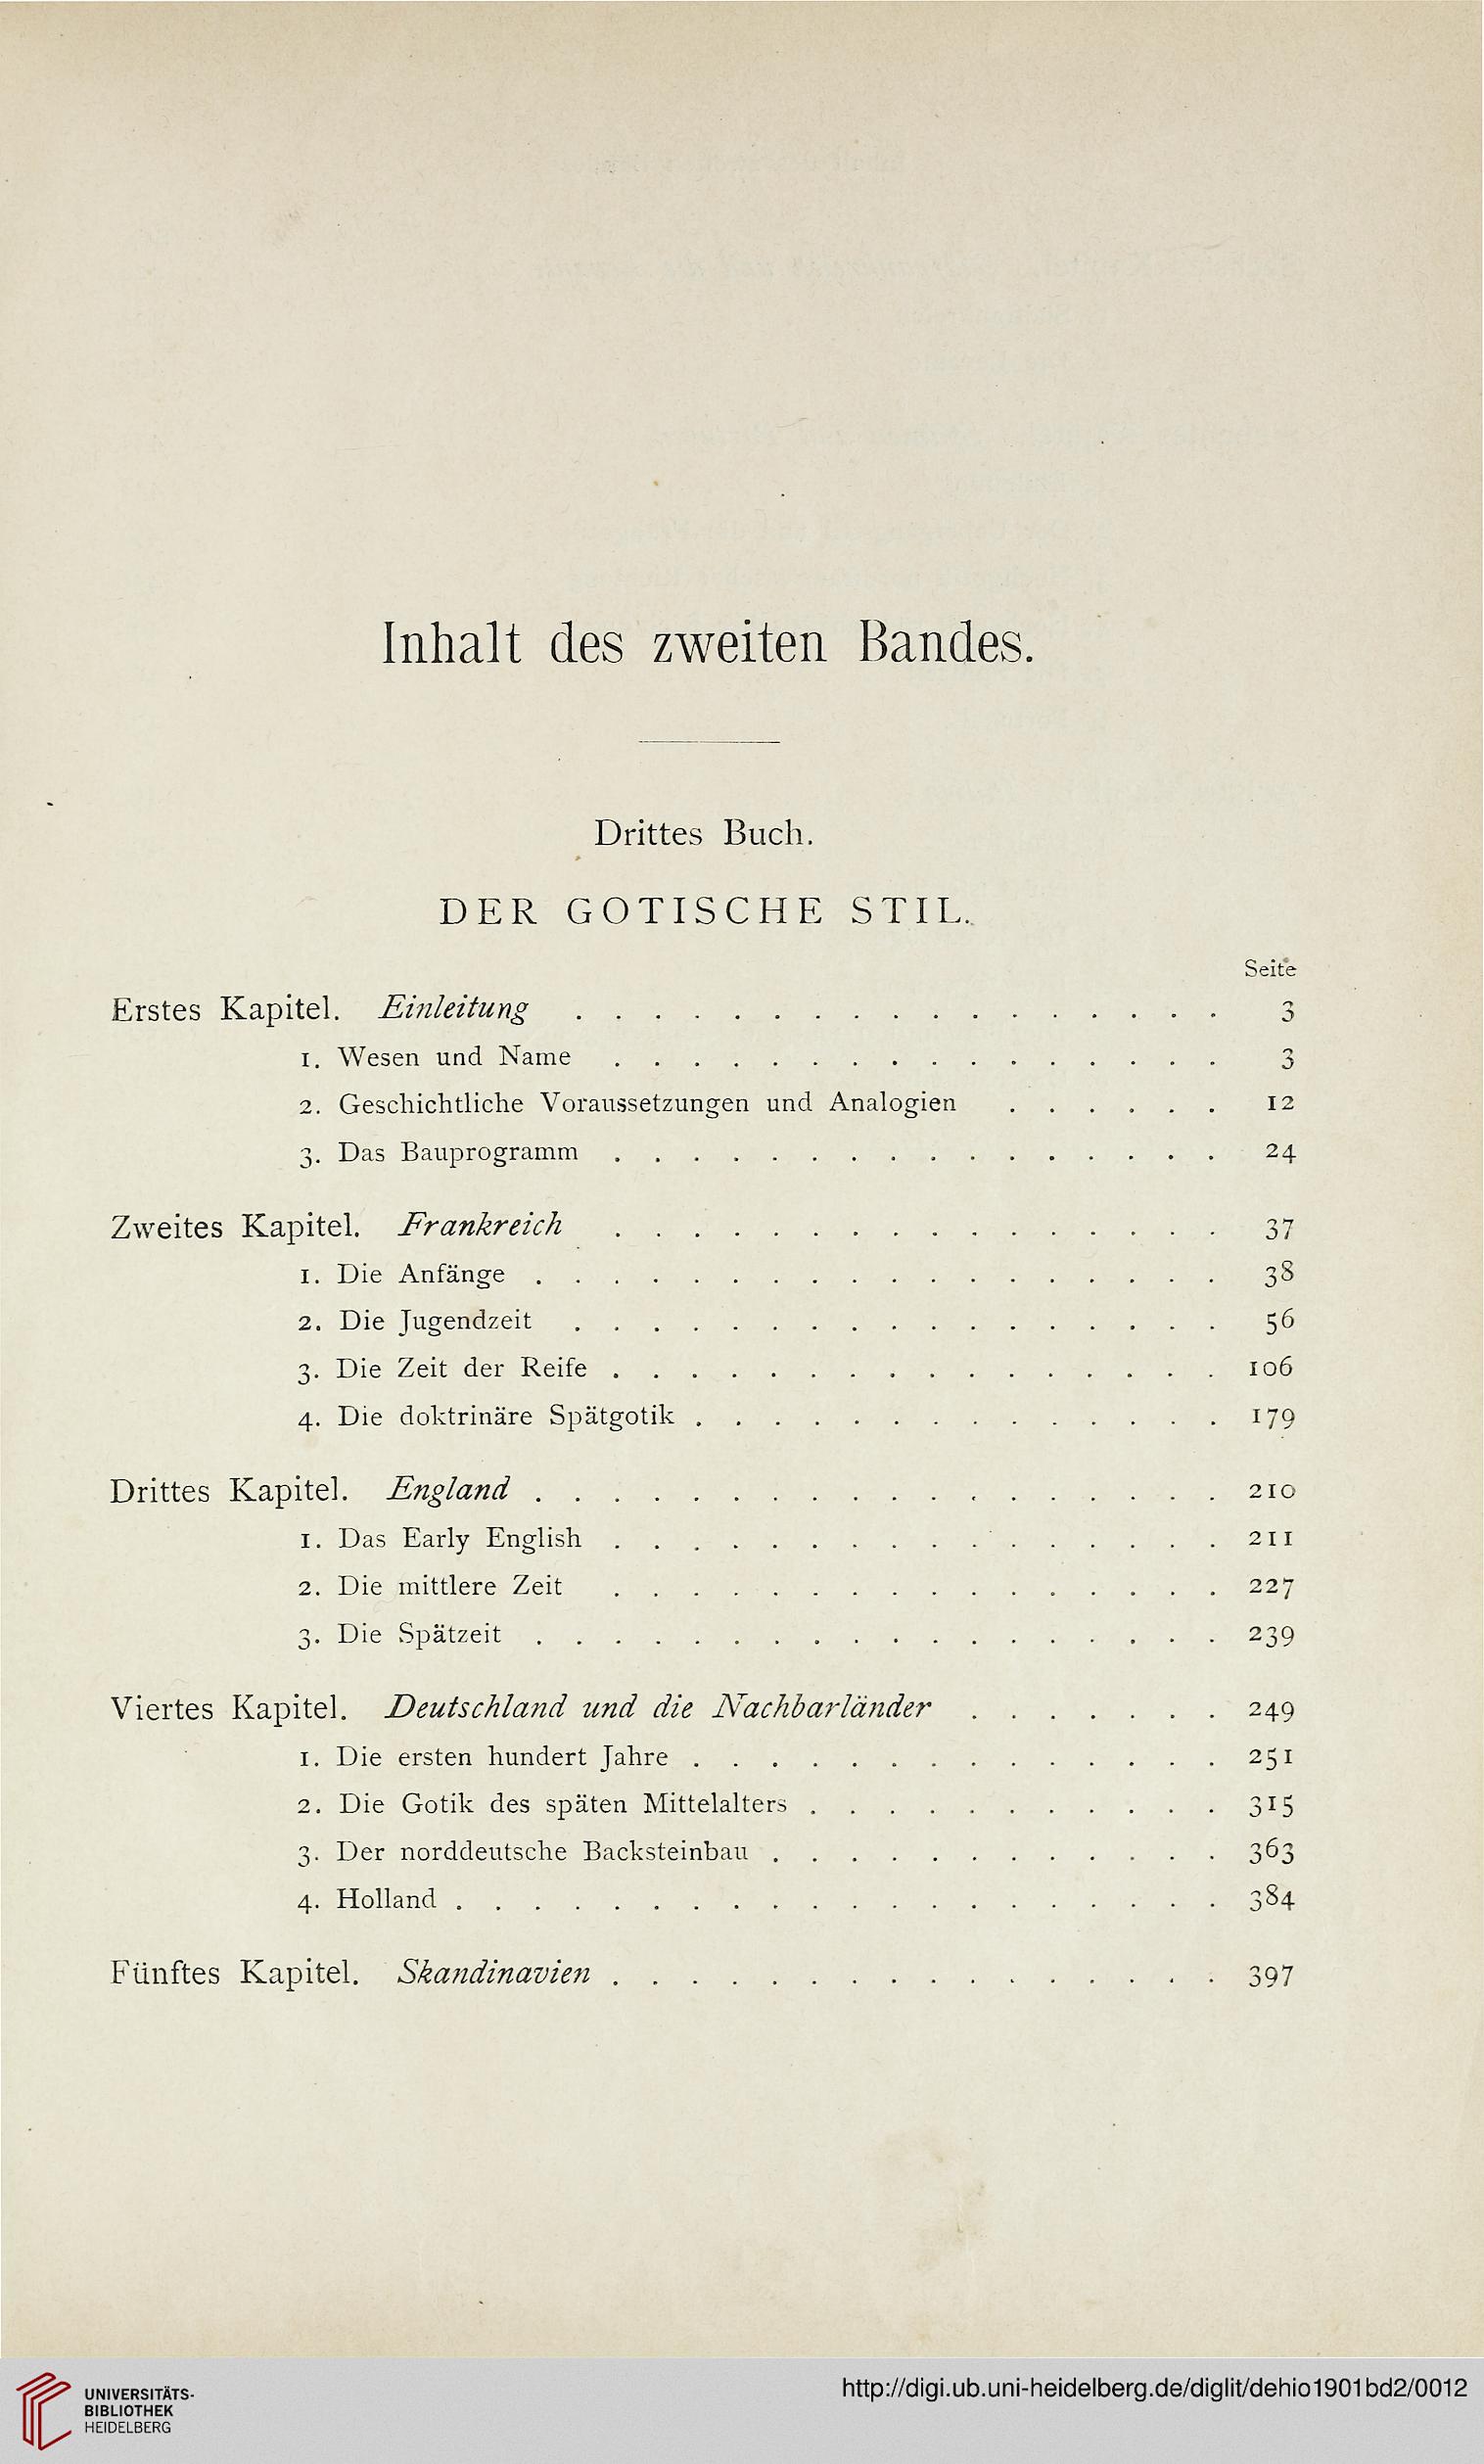 Inhalt des zweiten Bandes.
Drittes Buch.
DER GOTISCHE STIL.
Seite
Erstes Kapitel. Einleitung . . . . . . . . . . . . . . . . . 3
1. Wesen und Name . . . . . . . . . . . . . . . . 3
2. Geschichtliche Voraussetzungen und Analogien . . . . . . 12
3. Das Bauprogramm . . . . . . . . . . . . . . . . 24
Zweites Kapitel. Frankreich . . . . . . . . . . . . . . . . 37
1. Die Anfänge . . . . . . . . . . . . . . . . . . 38
2. Die Jugendzeit . . . . . . . . . . . . . . . . . 56
3. Die Zeit der Reife . . . . . . . . . . . . . . . . 106
4. Die doktrinäre Spätgotik . . . . . . . . . . . . . . 179
Drittes Kapitel. England . . . . . . . . . . . . . . . . . . 210
1. Das Early English . . . . . . . . . . . . . . . . 211
2. Die mittlere Zeit . . . . . . . . . . . . . . . . 227
3. Die Spätzeit . . . . . . . . . . . . . . . . . . 239
Viertes Kapitel. Deutschland und die Nachbarländer . . . . . . . 249
1. Die ersten hundert Jahre . . . . . . . . . . . . . . 251
2. Die Gotik des späten Mittelalters . . . . . . . . . . . 315
3. Der norddeutsche Backsteinbau . . . . . . . . . . . . 363
4. Holland . . . . . . . . . . . . . . . . . . . . 384
Fünftes Kapitel. Skandinavien . . . . . . . . . . . . . . . . 397
UNIVERSITÄTS-
BIBLIOTHEK
HEIDELBERG
http://digi.ub.uni-heidelberg.de/diglit/dehio1901bd2/0012